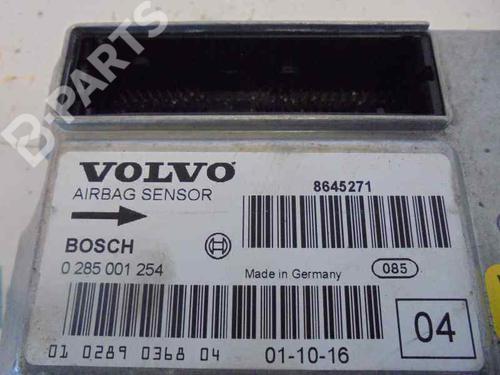 B-PARTS
VOLVO
AIRBAG SENSOR
8645271
BOSCH
0 285 001 254
Made in Germany
085
04
01 0289 0368 04
01-10-16